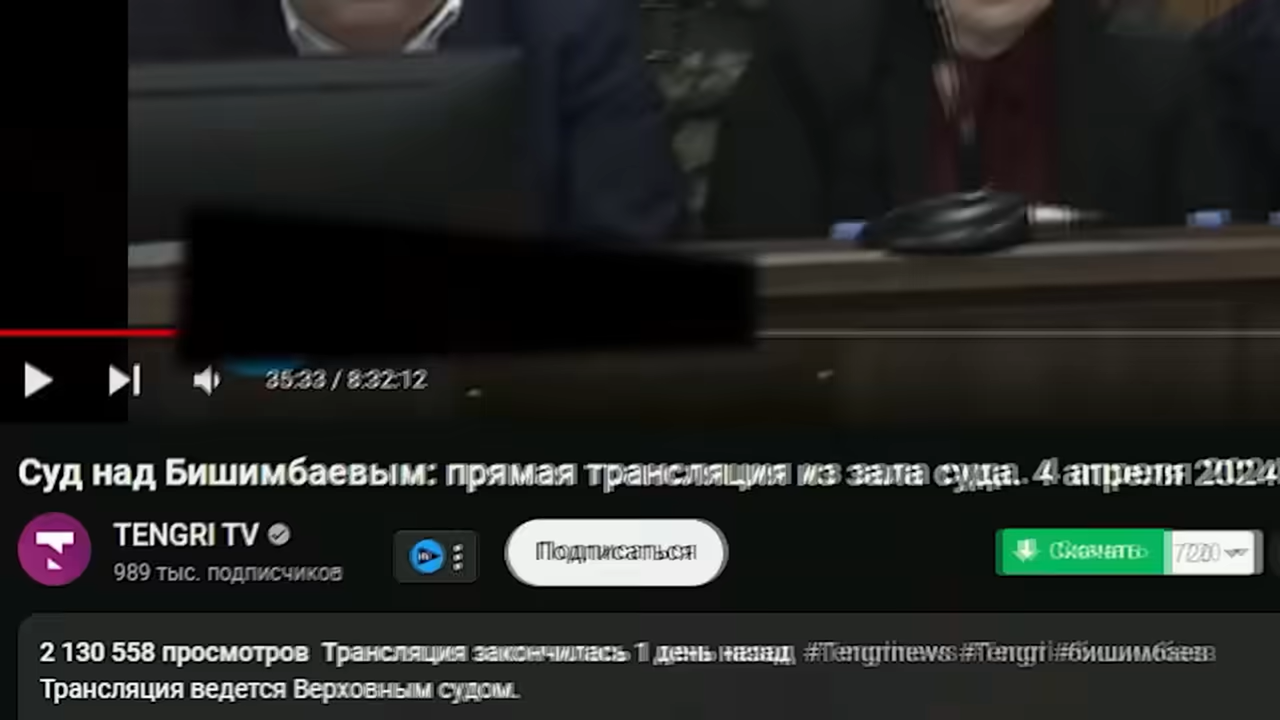 35:33 / 8:32:12
Суд над Бишимбаевым: прямая трансляция из зала суда. 4 апреля 2024
TENGRI TV
989 тыс. подписчиков
Подписаться
Скачать 720
2 130 558 просмотров Трансляция закончилась 1 день назад #Tengrinews #Tengri #бишимбаев
Трансляция ведется Верховным судом.